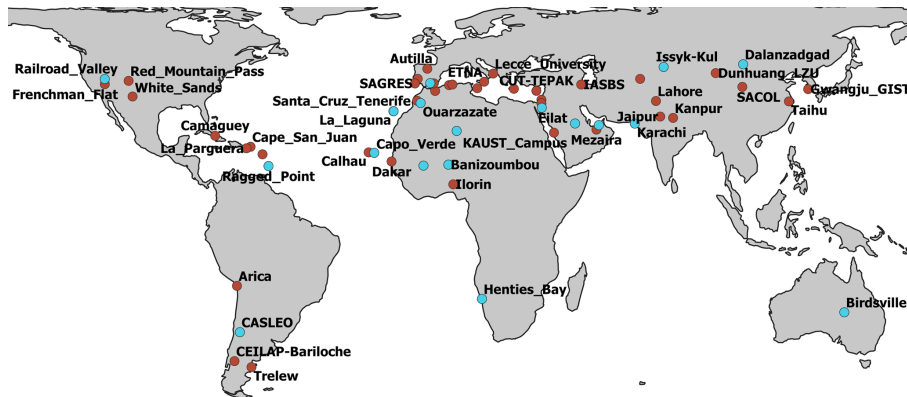 Autilla
Lecce_University
Dalanzadgad
Railroad_Valley
Red_Mountain_Pass
Issyk-Kul
ETNA
Dunhuang_LZU
SAGRES
CUT-TEPAK
IASBS
Frenchman_Flat
White_Sands
Gwangju_GIST
SACOL
Santa_Cruz_Tenerife
Lahore
Ouarzazate
Kanpur
Taihu
La_Laguna
Eilat
Jaipur
Camaguey
Karachi
Cape_San_Juan
Capo_Verde
KAUST_Campus
Mezaira
La_Parguera
Calhau
Banizoumbou
Dakar
Ragged_Point
Ilorin
Arica
Henties_Bay
Birdsville
CASLEO
CEILAP-Bariloche
Trelew